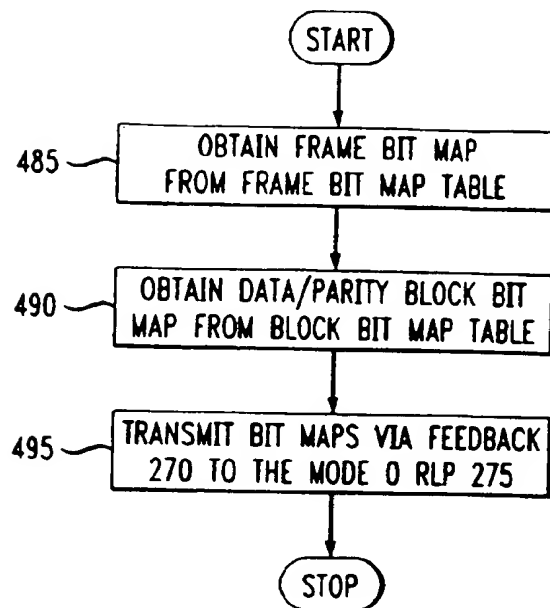 START
485
OBTAIN FRAME BIT MAP
FROM FRAME BIT MAP TABLE
490
OBTAIN DATA/PARITY BLOCK BIT
MAP FROM BLOCK BIT MAP TABLE
495
TRANSMIT BIT MAPS VIA FEEDBACK
270 TO THE MODE 0 RLP 275
STOP